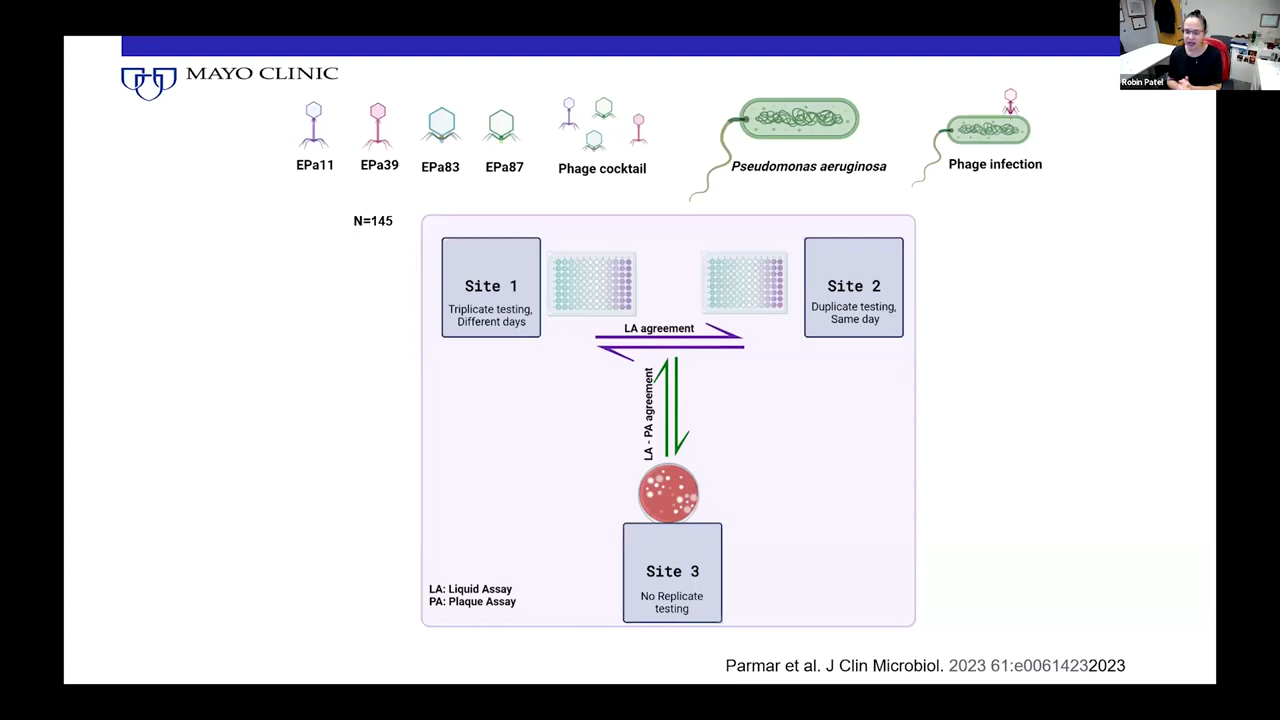 Robin Patel
MAYO CLINIC
EPa11
EPa39
EPa83
EPa87
Phage cocktail
Pseudomonas aeruginosa
Phage infection
N=145
Site 1
Triplicate testing,
Different days
Site 2
Duplicate testing,
Same day
LA agreement
LA - PA agreement
Site 3
No Replicate
testing
LA: Liquid Assay
PA: Plaque Assay
Parmar et al. J Clin Microbiol. 2023 61:e00614232023